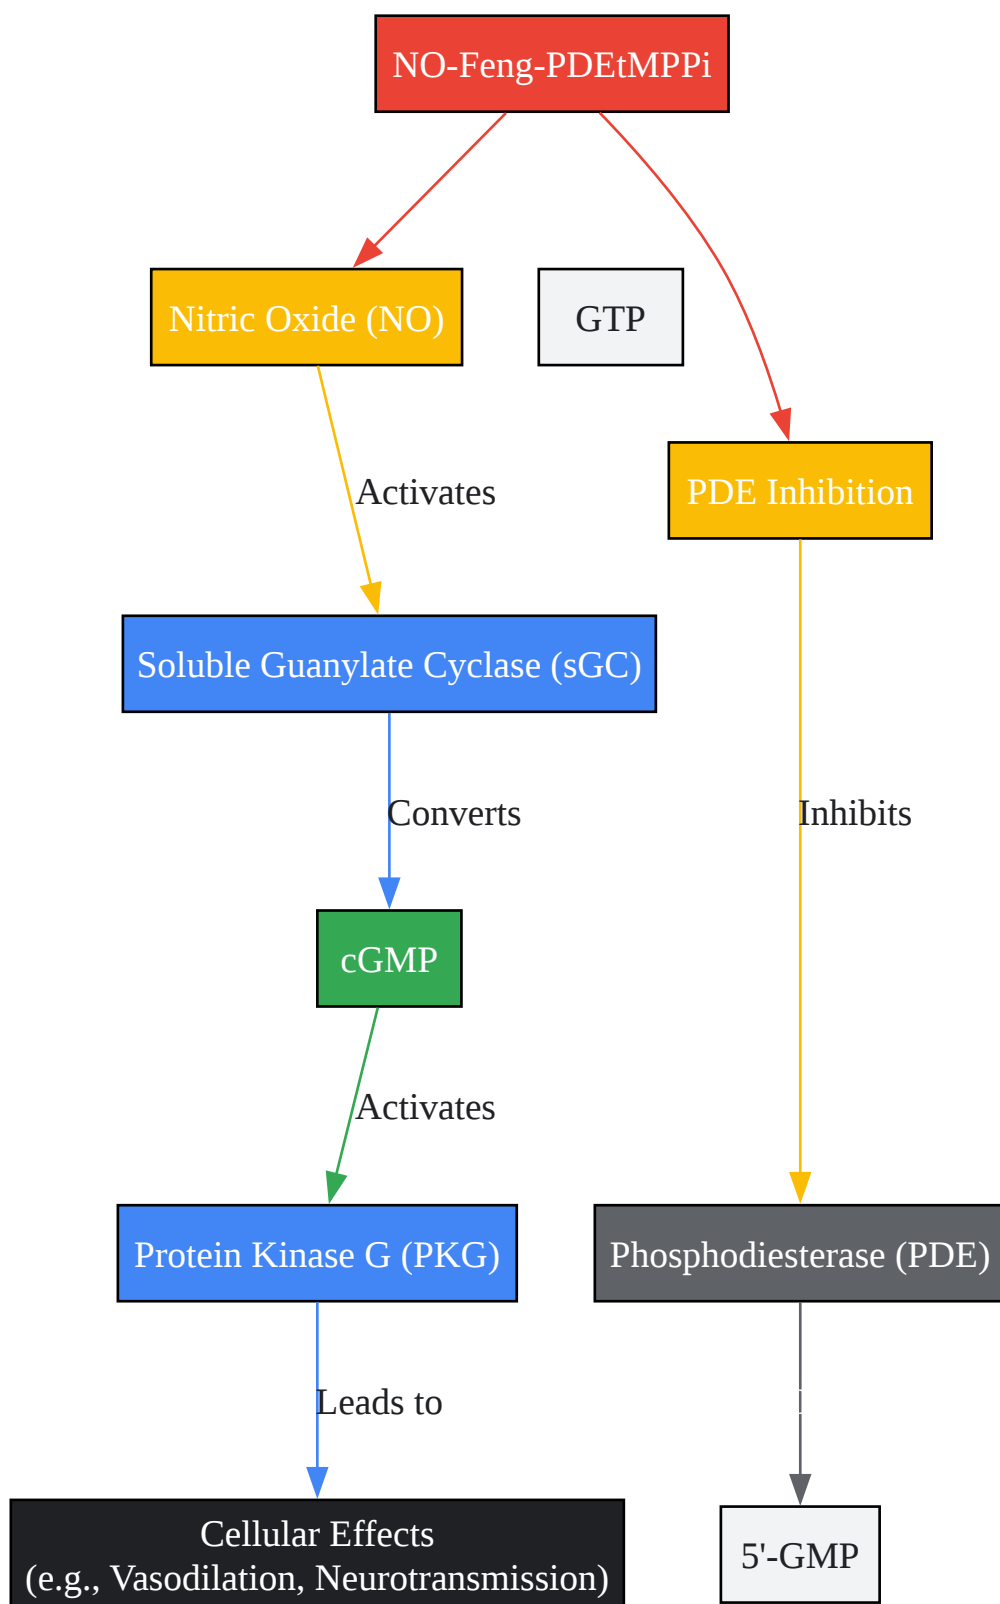 NO-Feng-PDEtMPPi
Nitric Oxide (NO)
GTP
Activates
PDE Inhibition
Soluble Guanylate Cyclase (sGC)
Converts
Inhibits
cGMP
Activates
Protein Kinase G (PKG)
Phosphodiesterase (PDE)
Leads to
Cellular Effects
(e.g., Vasodilation, Neurotransmission)
5'-GMP